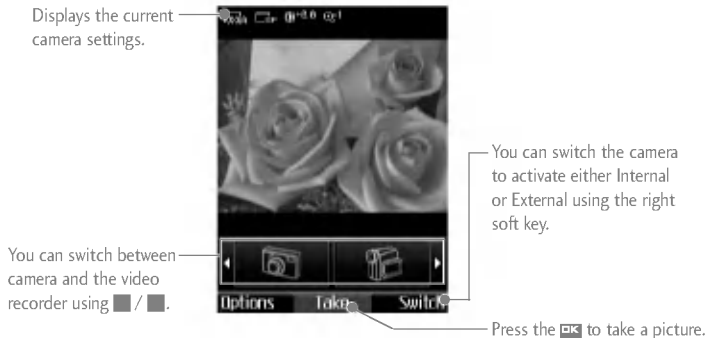 Displays the current
camera settings.
You can switch the camera
to activate either Internal
or External using the right
soft key.
You can switch between
camera and the video
recorder using / .
Options Take Switch
Press the OK to take a picture.